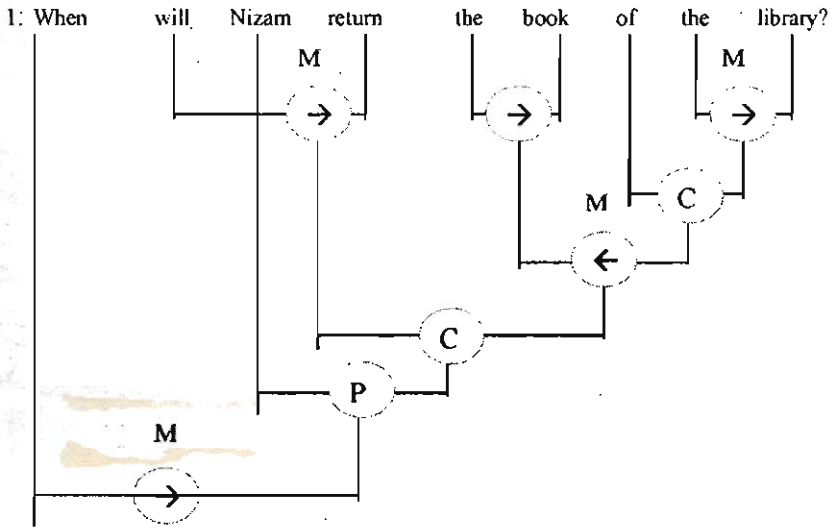 1: When will Nizam return the book of the library?
M M
→ → →
C
M
←
C
P
M
→